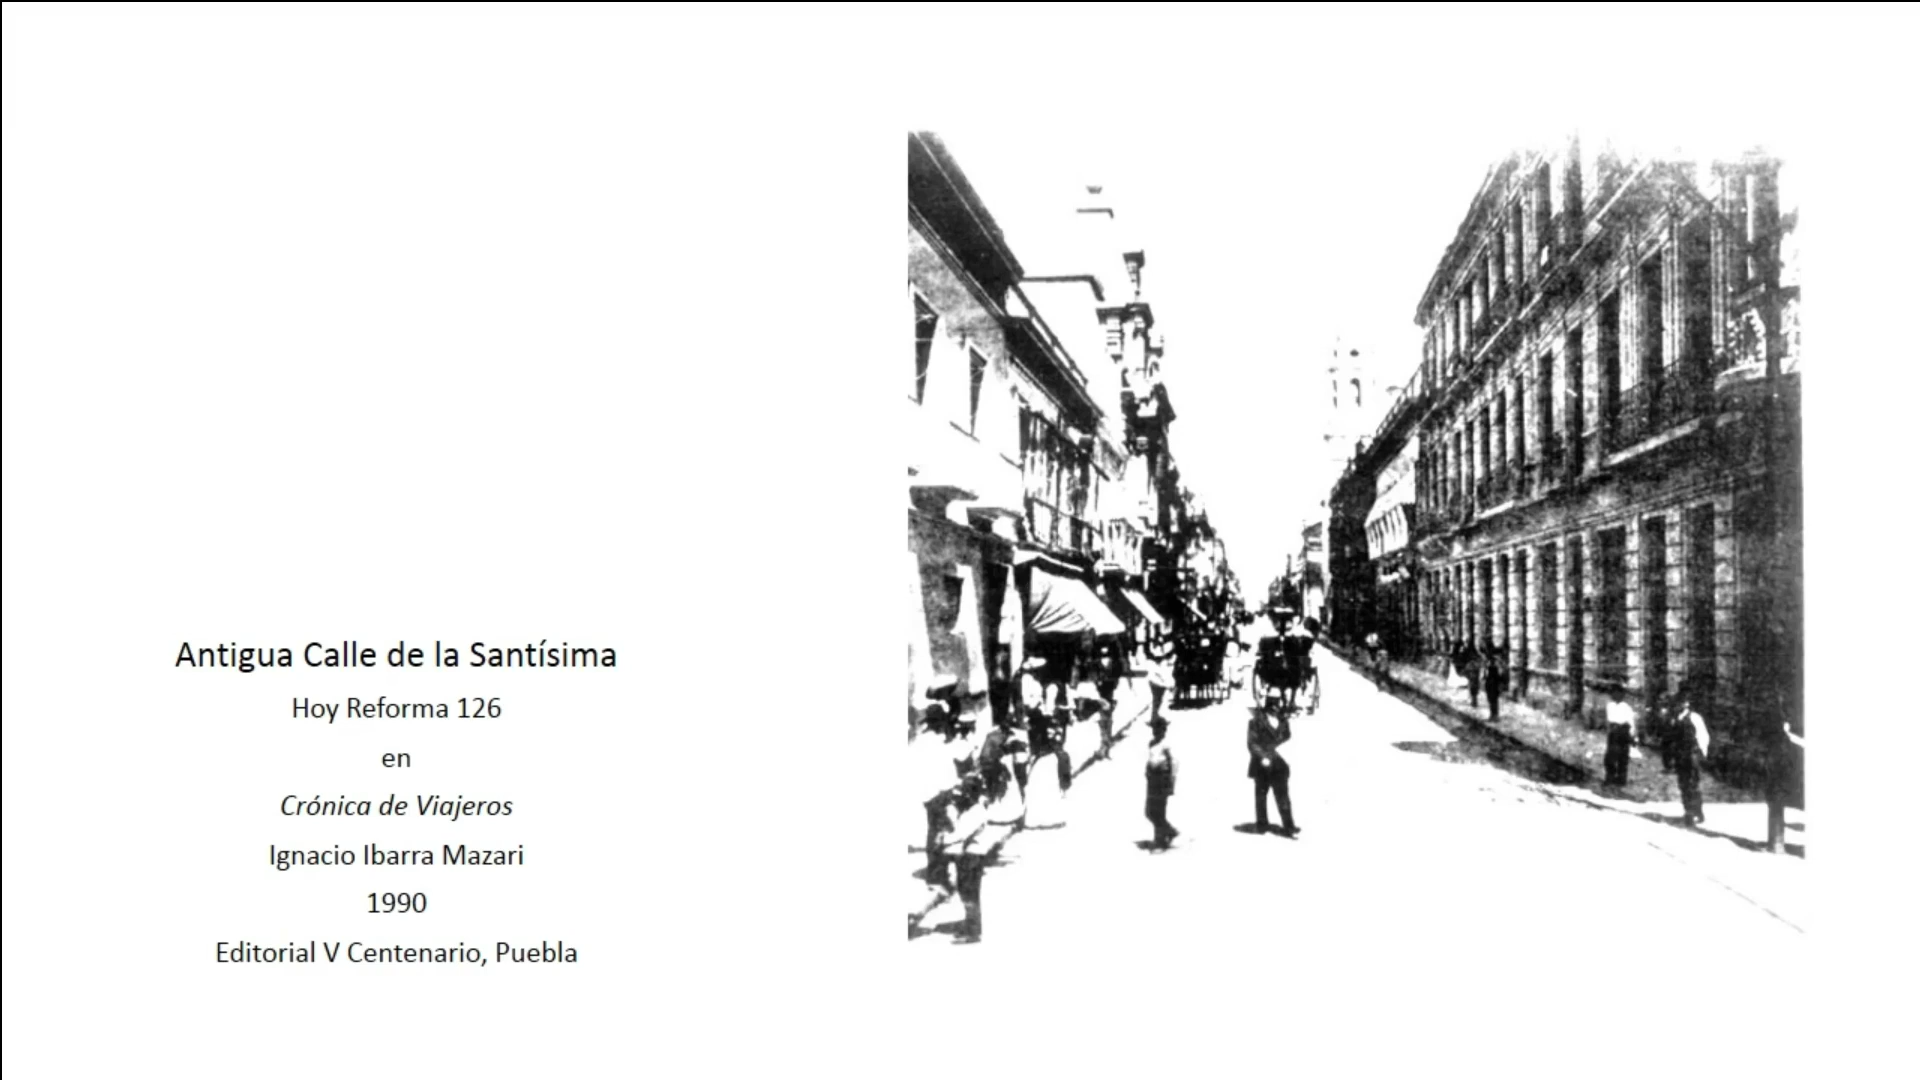 Antigua Calle de la Santísima
Hoy Reforma 126
en
Crónica de Viajeros
Ignacio Ibarra Mazari
1990
Editorial V Centenario, Puebla